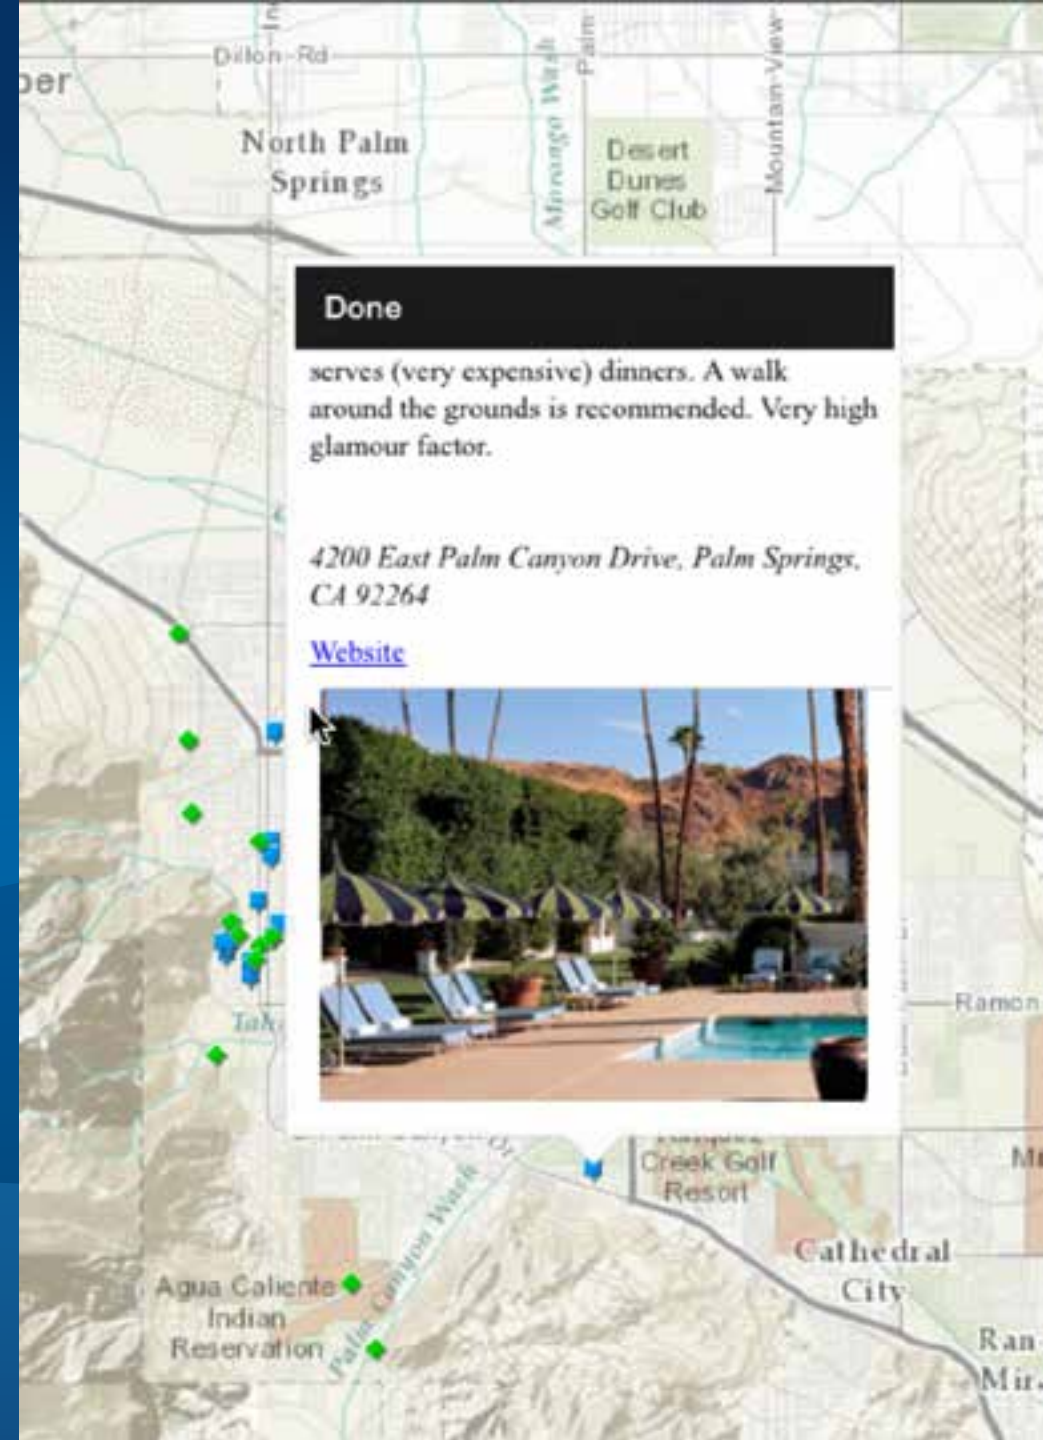 Dillon Rd
Palm
Mountain View
North Palm
Springs
Morongo Wash
Desert
Dunes
Golf Club
Done
serves (very expensive) dinners. A walk
around the grounds is recommended. Very high
glamour factor.
4200 East Palm Canyon Drive, Palm Springs,
CA 92264
Website
Ramon
Creek Golf
Resort
Palm Canyon Wash
Cathedral
City
Agua Caliente
Indian
Reservation